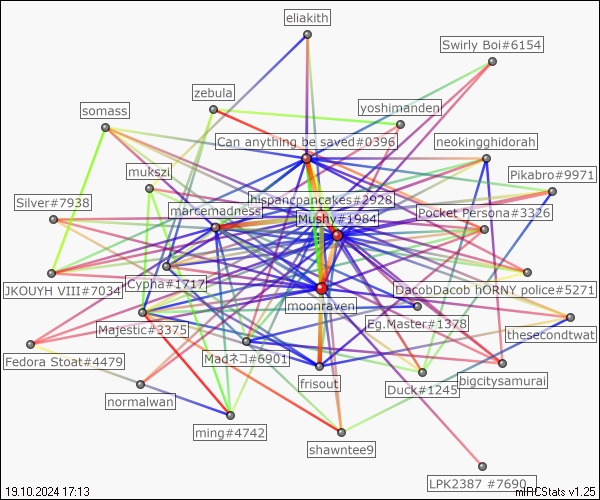 eliakith
Swirly Boi#6154
zebula
yoshimanden
somass
Can anything be saved#0396
neokingghidorah
mukszi
Pikabro#9971
hispancpancakes#2928
Silver#7938
marcemadness
Mushy#1984
Pocket Persona#3326
JKOUYH VIII#7034
Cypha#1717
DacobDacob hORNY police#5271
moonraven
Majestic#3375
Eg.Master#1378
thesecondtwat
Fedora Stoat#4479
Madネコ#6901
frisout
Duck#1245
bigcitysamurai
normalwan
ming#4742
shawntee9
LPK2387 #7690
19.10.2024 17:13
mIRCStats v1.25